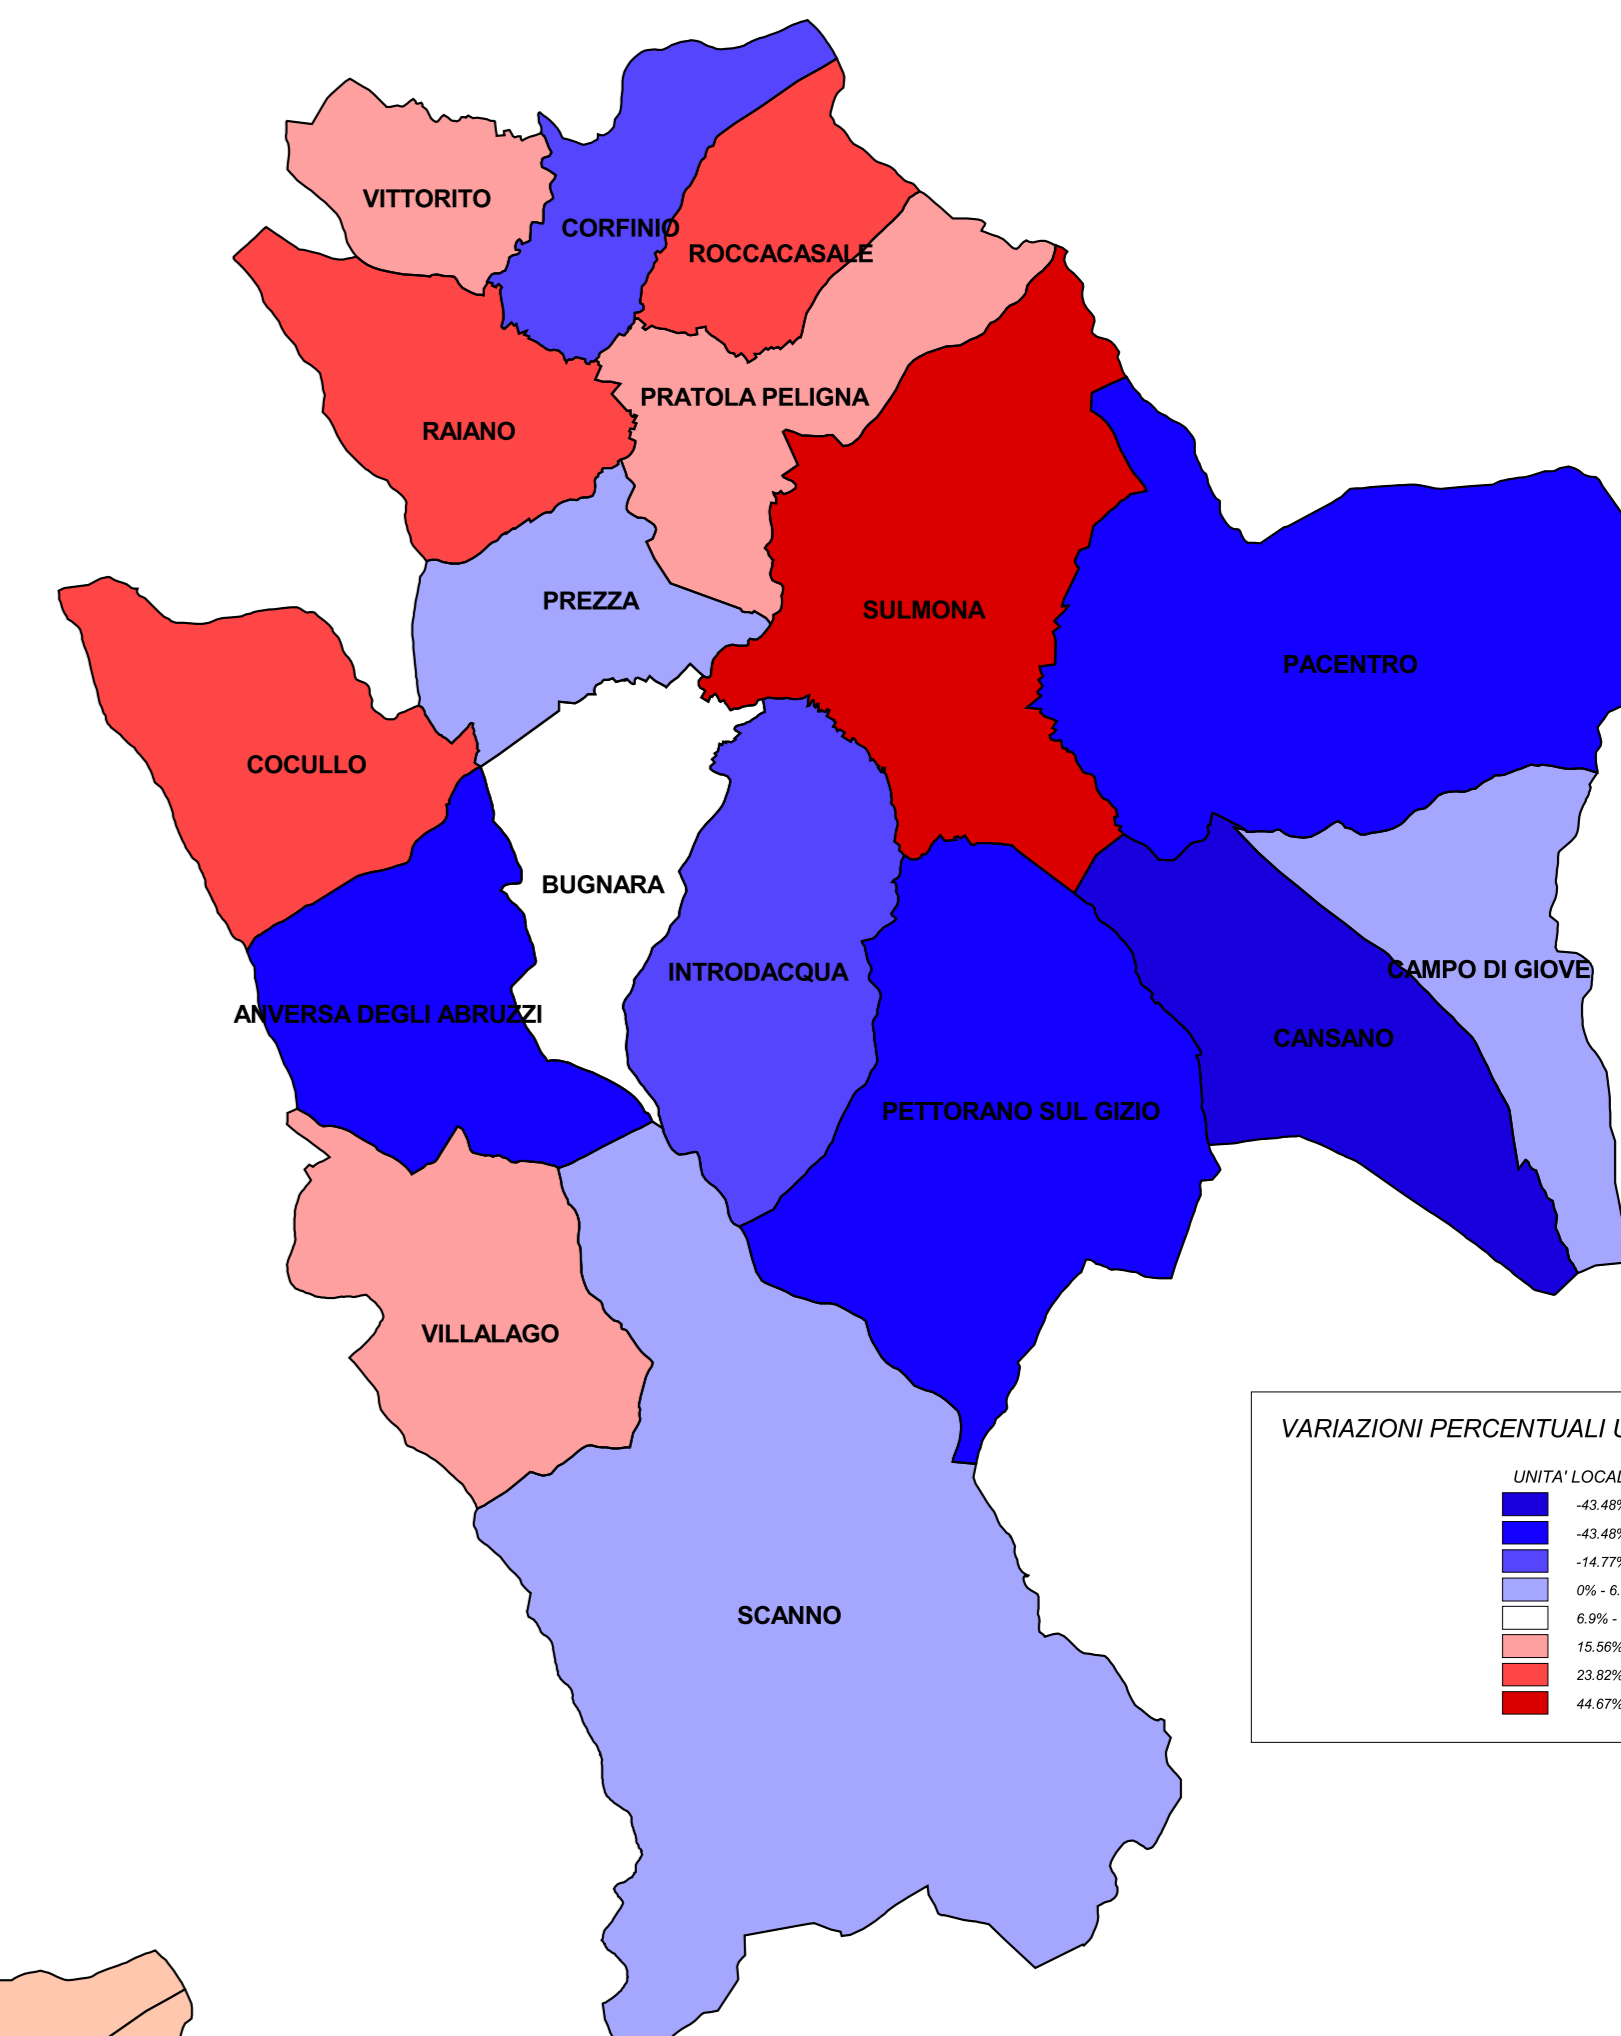 VITTORITO
CORFINIO
ROCCACASALE
PRATOLA PELIGNA
RAIANO
PREZZA
SULMONA
PACENTRO
COCULLO
BUGNARA
INTRODACQUA
CAMPO DI GIOVE
ANVERSA DEGLI ABRUZZI
CANSANO
PETTORANO SUL GIZIO
VILLALAGO
SCANNO
VARIAZIONI PERCENTUALI
UNITA'
-43.48%
-43.48%
-14.77%
0% - 6.
6.9% -
15.56%
23.82%
44.67%